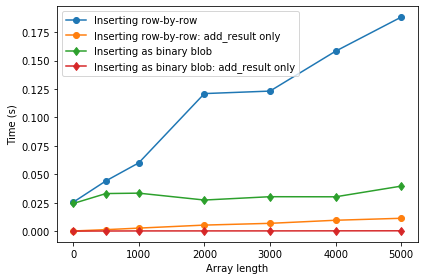 Inserting row-by-row
Inserting row-by-row: add_result only
Inserting as binary blob
Inserting as binary blob: add_result only
Time (s)
0.175
0.150
0.125
0.100
0.075
0.050
0.025
0.000
0 1000 2000 3000 4000 5000
Array length